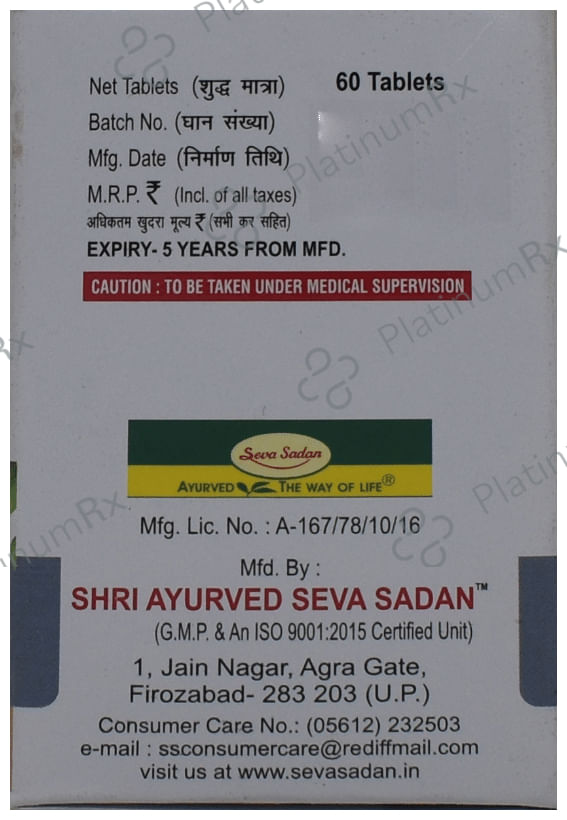 Net Tablets (शुद्ध मात्रा) 60 Tablets
Batch No. (घान संख्या)
Mfg. Date (निर्माण तिथि)
M.R.P. ₹ (Incl. of all taxes)
अधिकतम खुदरा मूल्य ₹ (सभी कर सहित)
EXPIRY- 5 YEARS FROM MFD.
CAUTION : TO BE TAKEN UNDER MEDICAL SUPERVISION
Seva Sadan
AYURVED THE WAY OF LIFE®
Mfg. Lic. No. : A-167/78/10/16
Mfd. By :
SHRI AYURVED SEVA SADAN™
(G.M.P. & An ISO 9001:2015 Certified Unit)
1, Jain Nagar, Agra Gate,
Firozabad- 283 203 (U.P.)
Consumer Care No.: (05612) 232503
e-mail : ssconsumercare@rediffmail.com
visit us at www.sevasadan.in
PlatinumRx
PlatinumRx